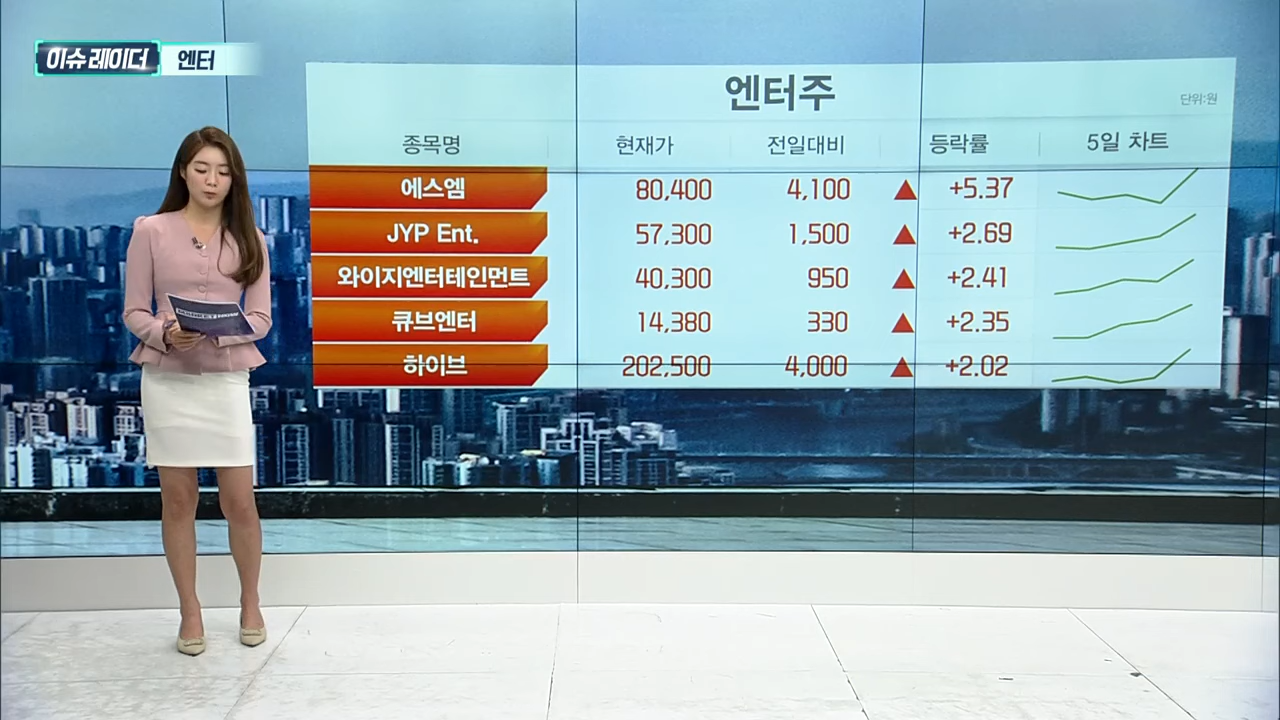 이슈 레이더 엔터
엔터주
단위:원
종목명 현재가 전일대비 등락률 5일 차트
에스엠 80,400 4,100 ▲ +5.37
JYP Ent. 57,300 1,500 ▲ +2.69
와이지엔터테인먼트 40,300 950 ▲ +2.41
큐브엔터 14,380 330 ▲ +2.35
하이브 202,500 4,000 ▲ +2.02